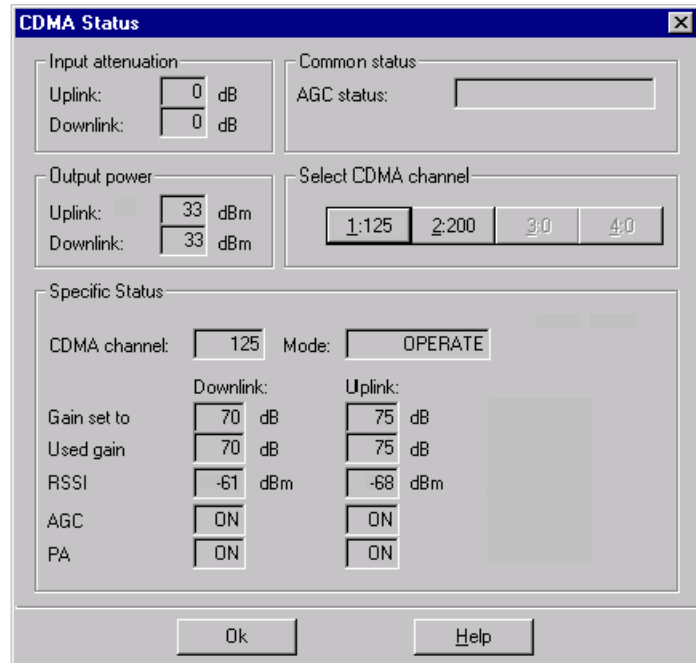 CDMA Status
Input attenuation
Uplink: 0 dB
Downlink: 0 dB
Common status
AGC status:
Output power
Uplink: 33 dBm
Downlink: 33 dBm
Select CDMA channel
1:125 2:200 3:0 4:0
Specific Status
CDMA channel: 125 Mode: OPERATE
Downlink: Uplink:
Gain set to 70 dB 75 dB
Used gain 70 dB 75 dB
RSSI -61 dBm -68 dBm
AGC ON ON
PA ON ON
Ok Help